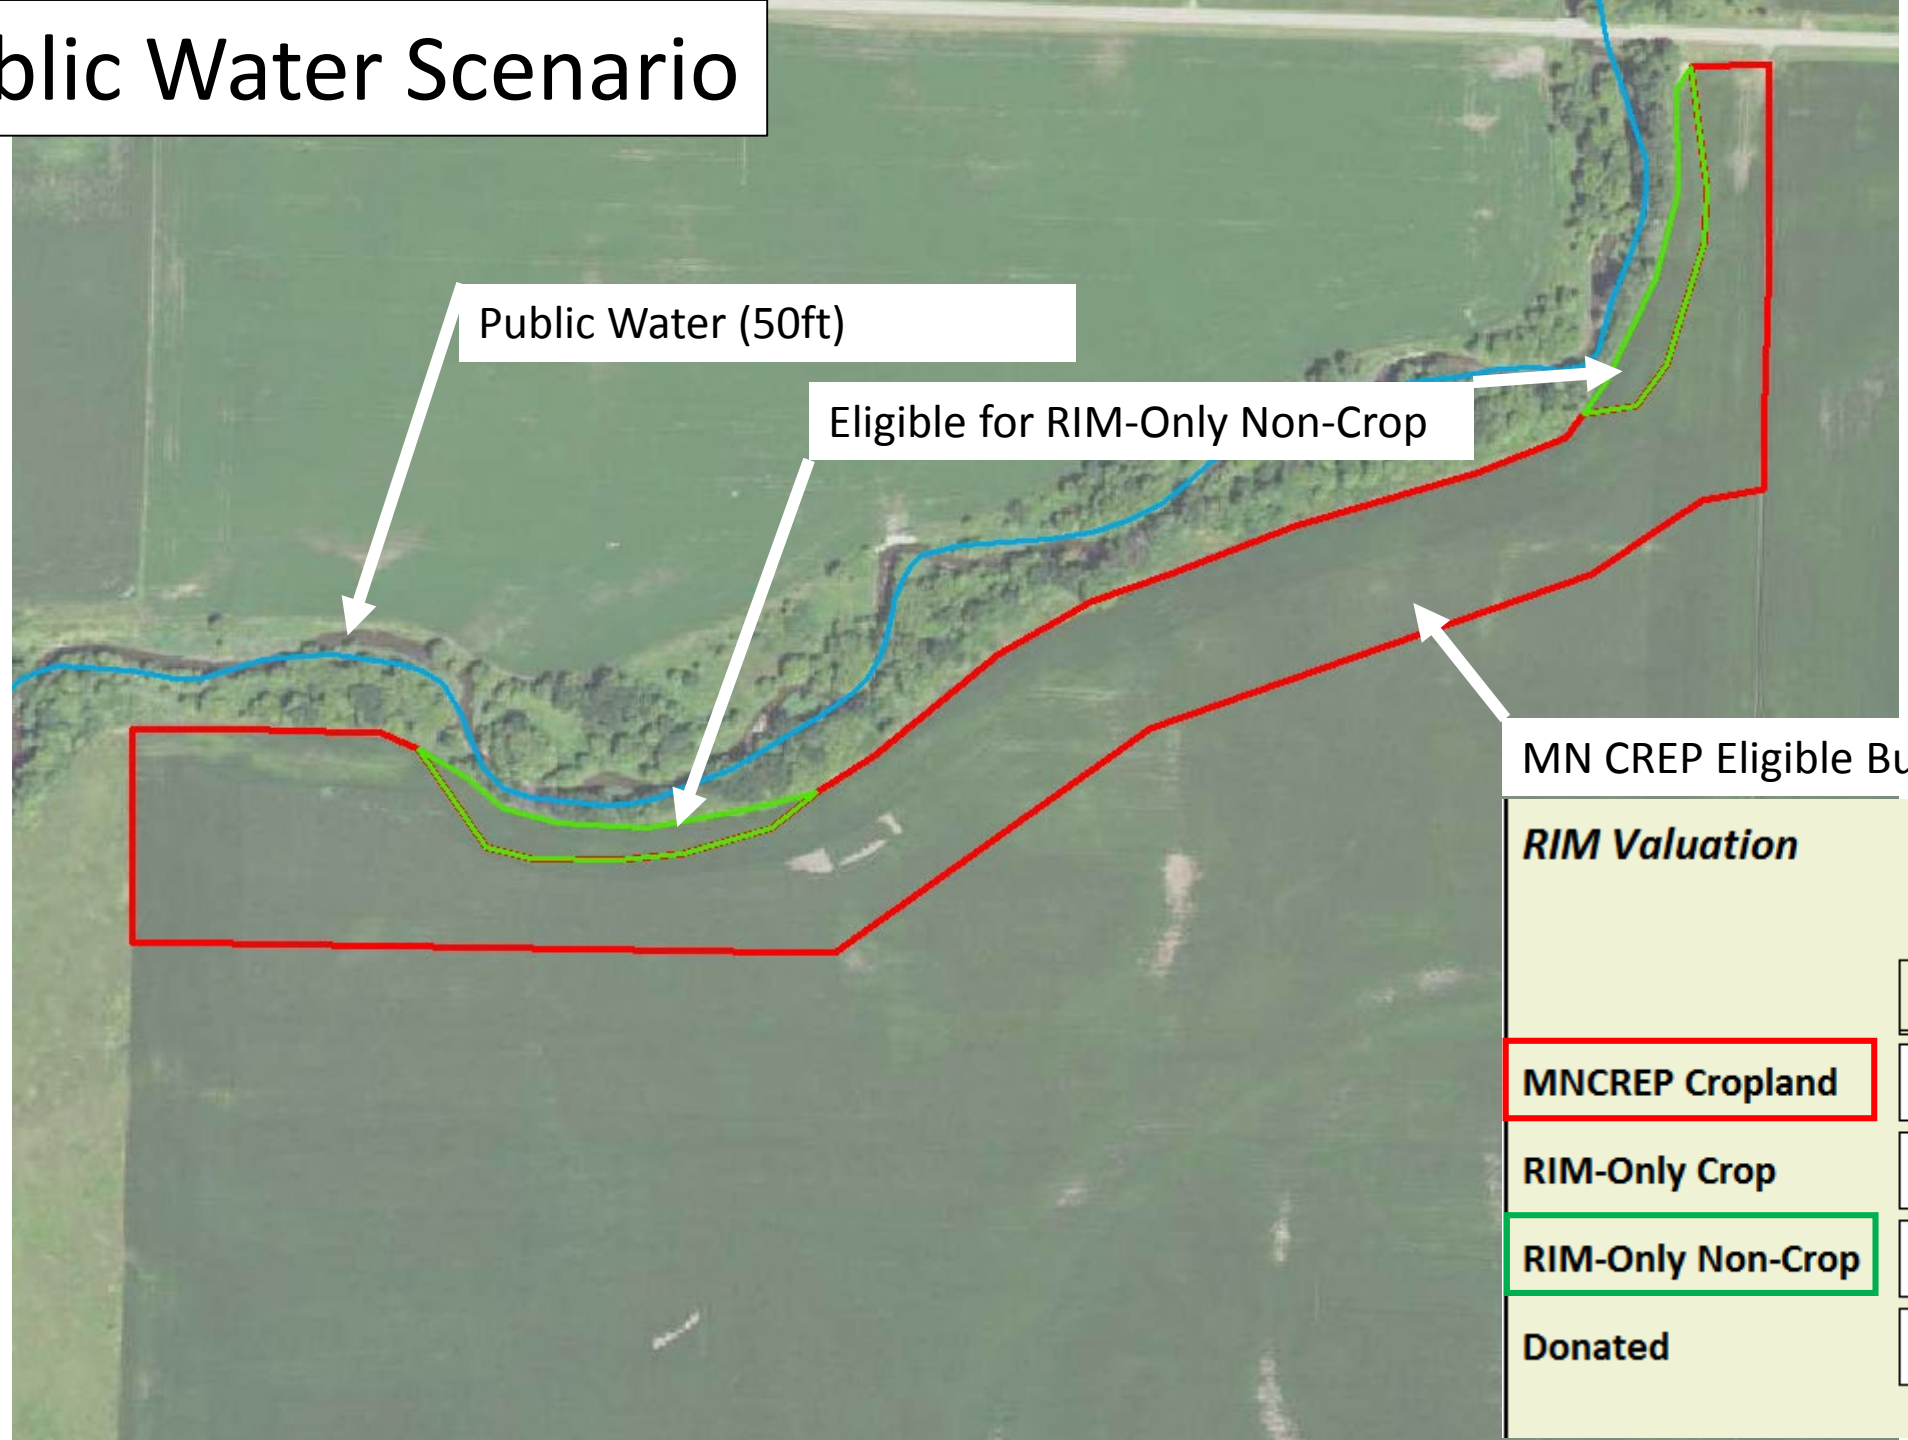 blic Water Scenario
Public Water (50ft)
Eligible for RIM-Only Non-Crop
MN CREP Eligible Bu
RIM Valuation
MNCREP Cropland
RIM-Only Crop
RIM-Only Non-Crop
Donated